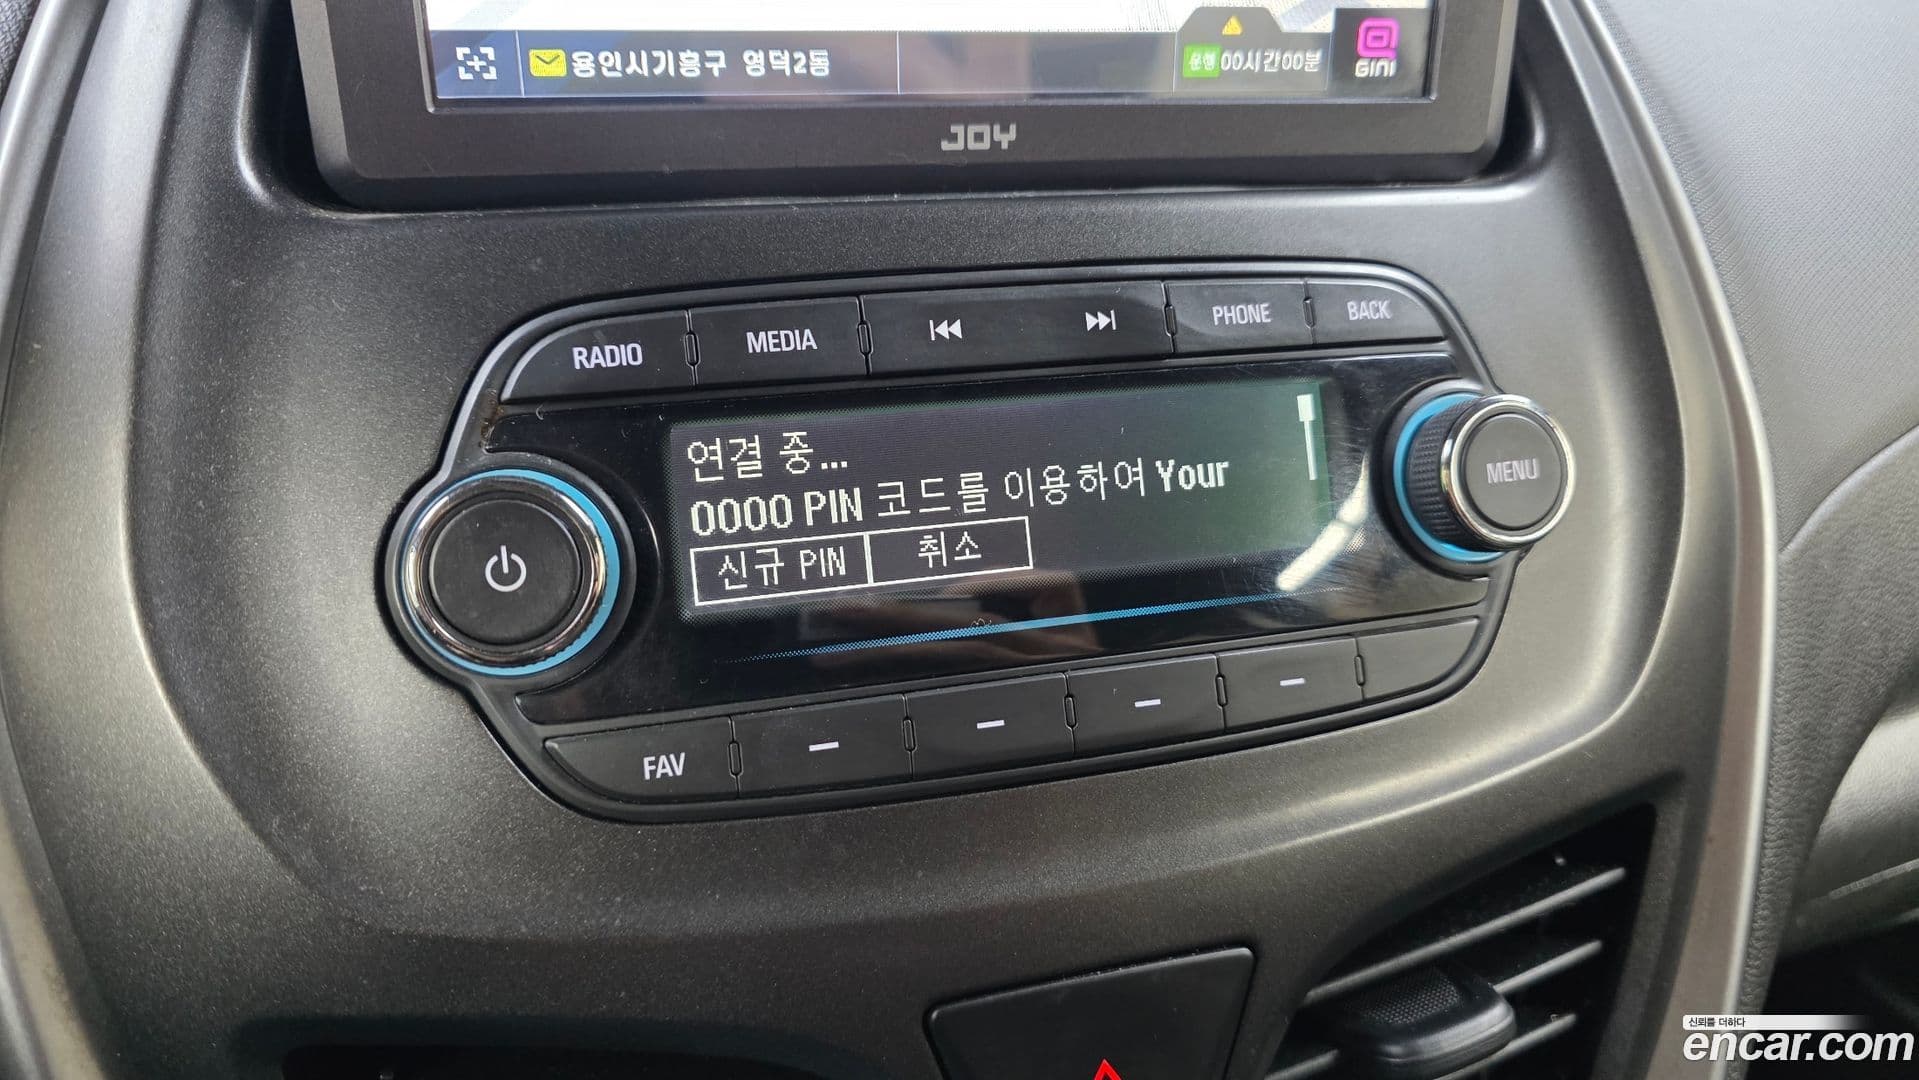 용인시기흥구 영덕2동
운행 00시간00분
GINI
JOY
RADIO
MEDIA
PHONE
BACK
연결 중...
0000 PIN 코드를 이용하여 Your
신규 PIN
취소
MENU
FAV
신뢰를 더하다
encar.com